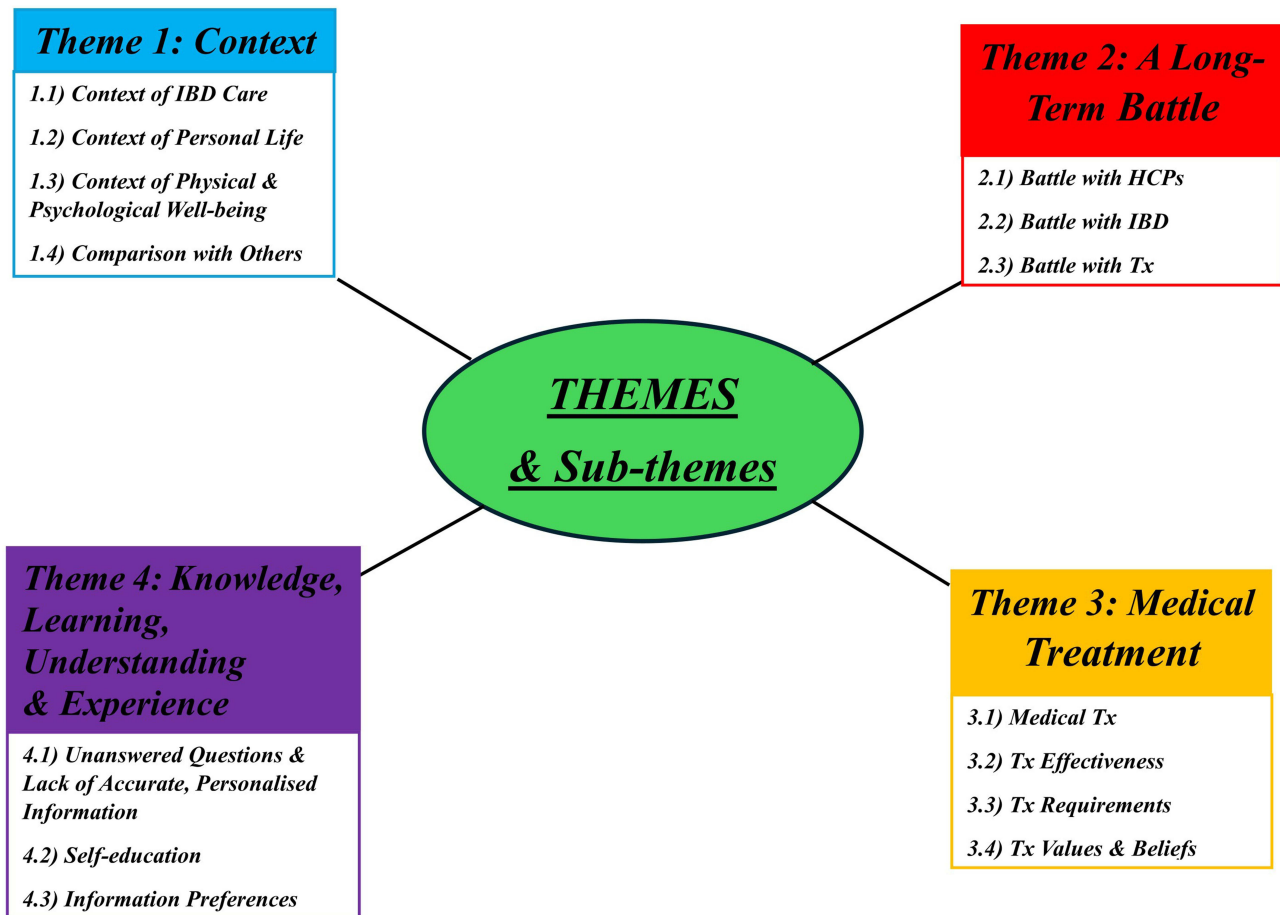 Theme 1: Context
1.1) Context of IBD Care
1.2) Context of Personal Life
1.3) Context of Physical &
Psychological Well-being
1.4) Comparison with Others
Theme 2: A Long-
Term Battle
2.1) Battle with HCPs
2.2) Battle with IBD
2.3) Battle with Tx
THEMES
& Sub-themes
Theme 4: Knowledge,
Learning,
Understanding
& Experience
4.1) Unanswered Questions &
Lack of Accurate, Personalised
Information
4.2) Self-education
4.3) Information Preferences
Theme 3: Medical
Treatment
3.1) Medical Tx
3.2) Tx Effectiveness
3.3) Tx Requirements
3.4) Tx Values & Beliefs